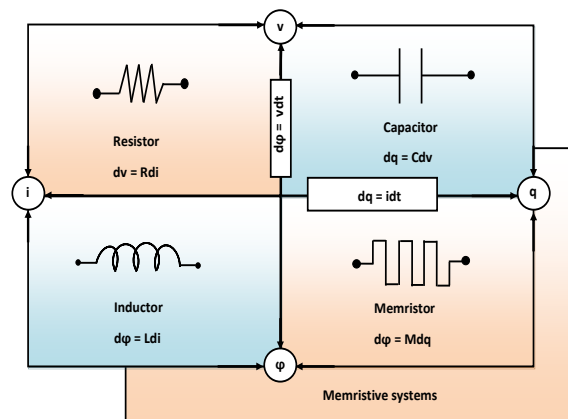 v
Resistor
dv = Rdi
dφ = vdt
Capacitor
dq = Cdv
i
dq = idt
q
Inductor
dφ = Ldi
Memristor
dφ = Mdq
φ
Memristive systems